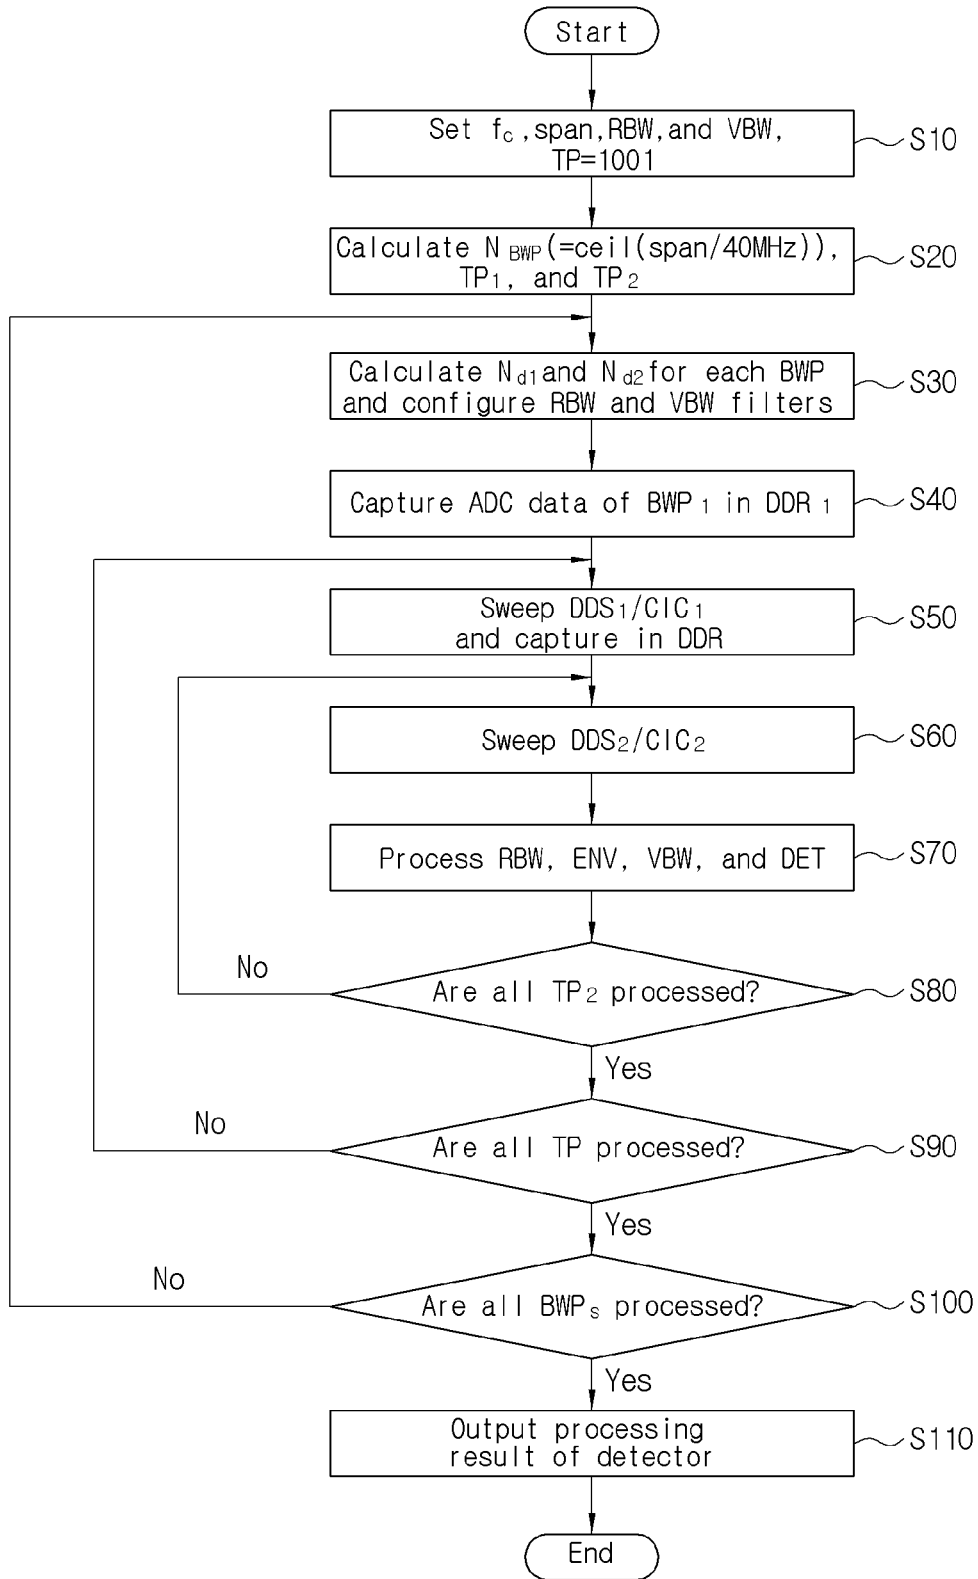 Start
Set fc,span,RBW,and VBW,
TP=1001
S10
Calculate NBWP(=ceil(span/40MHz)),
TP1, and TP2
S20
Calculate Nd1 and Nd2 for each BWP
and configure RBW and VBW filters
S30
Capture ADC data of BWP1 in DDR1
S40
Sweep DDS1/CIC1
and capture in DDR
S50
Sweep DDS2/CIC2
S60
Process RBW, ENV, VBW, and DET
S70
No
Are all TP2 processed?
S80
Yes
No
Are all TP processed?
S90
Yes
No
Are all BWPs processed?
S100
Yes
Output processing
result of detector
S110
End